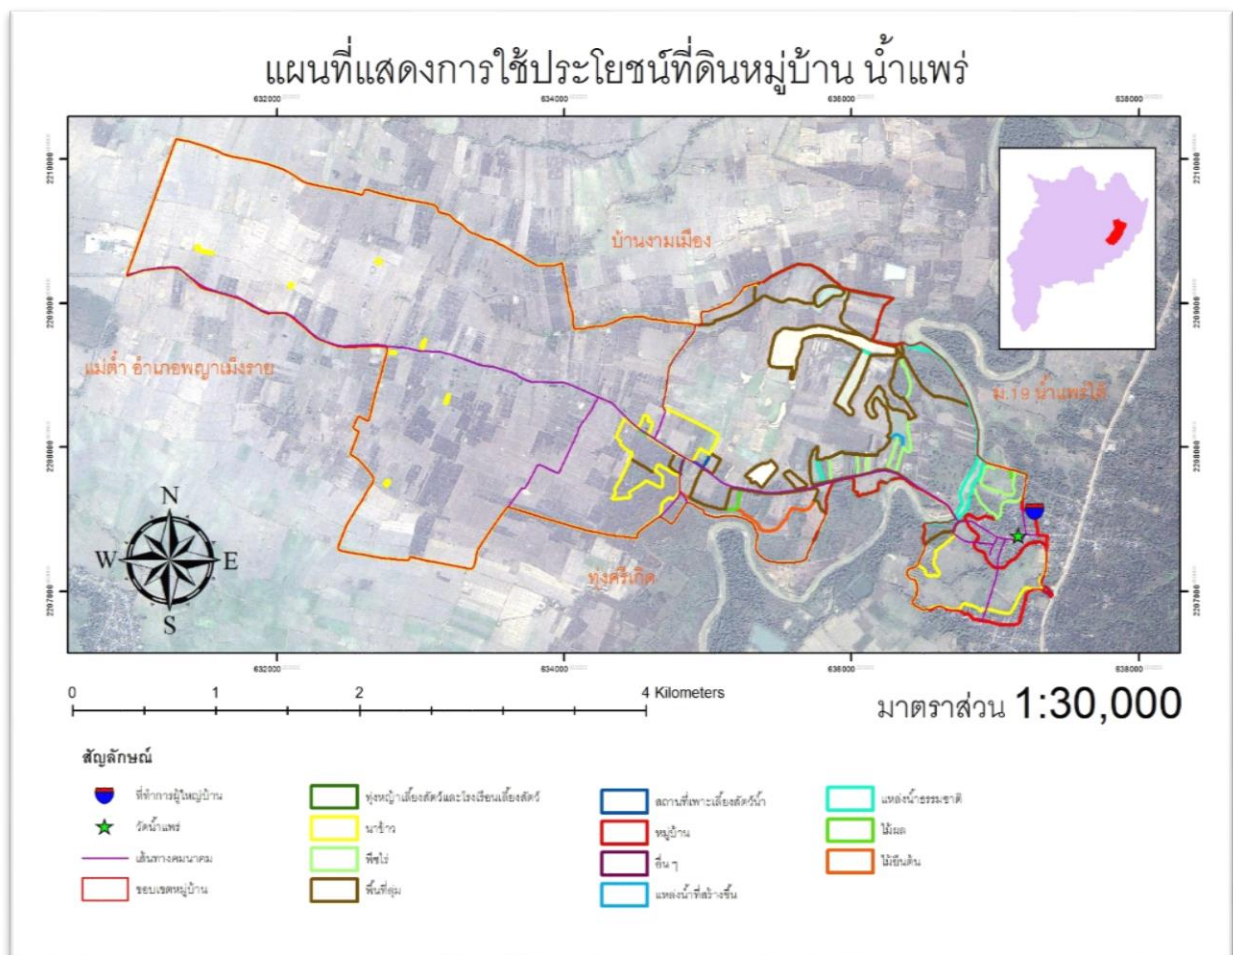 แผนที่แสดงการใช้ประโยชน์ที่ดินหมู่บ้าน น้ำแพร่
632000 634000 636000 638000
2210000 2210000
บ้านงามเมือง
2209000 2209000
แม่ต๋ำ อำเภอพญาเม็งราย
ม.19 น้ำแพร่ใต้
2208000 2208000
N
W E
S
ทุ่งศรีเกิด
2207000 2207000
632000 634000 636000 638000
0 1 2 4 Kilometers
มาตราส่วน 1:30,000
สัญลักษณ์
ที่ทำการผู้ใหญ่บ้าน
วัดน้ำแพร่
เส้นทางคมนาคม
ขอบเขตหมู่บ้าน
ทุ่งหญ้าเลี้ยงสัตว์และโรงเรือนเลี้ยงสัตว์
นาข้าว
พืชไร่
พื้นที่ลุ่ม
สถานที่เพาะเลี้ยงสัตว์น้ำ
หมู่บ้าน
อื่น ๆ
แหล่งน้ำที่สร้างขึ้น
แหล่งน้ำธรรมชาติ
ไม้ผล
ไม้ยืนต้น